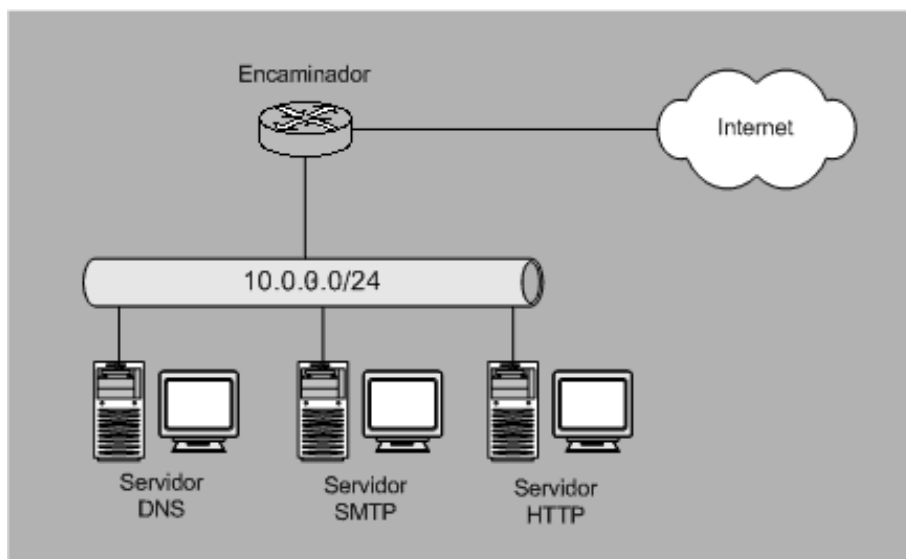 Encaminador
Internet
10.0.0.0/24
Servidor
DNS
Servidor
SMTP
Servidor
HTTP